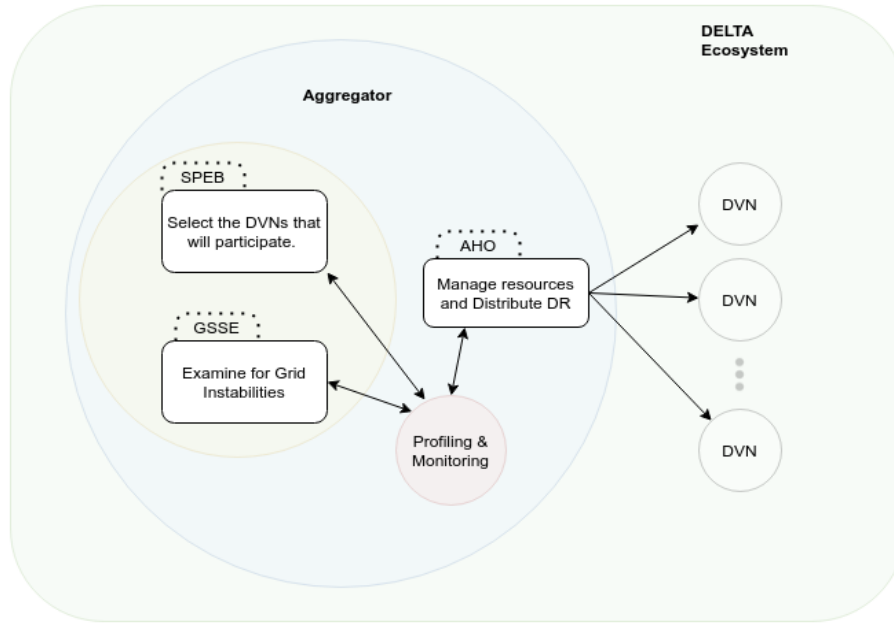 DELTA
Ecosystem
Aggregator
SPEB
Select the DVNs that
will participate.
GSSE
Examine for Grid
Instabilities
AHO
Manage resources
and Distribute DR
Profiling &
Monitoring
DVN
DVN
DVN